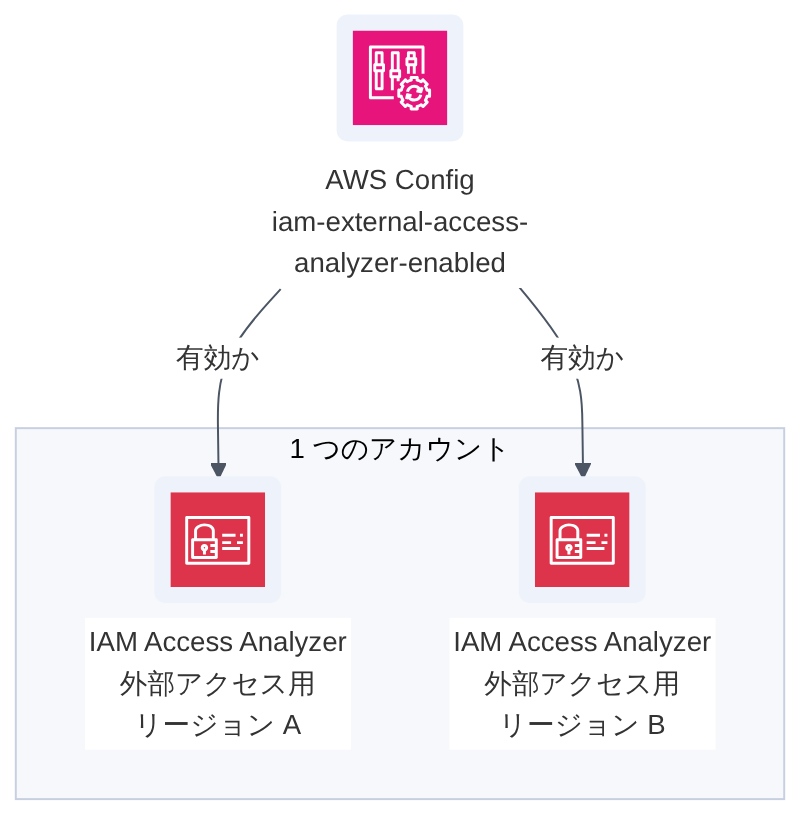 AWS Config
iam-external-access-
analyzer-enabled
有効か
有効か
1 つのアカウント
IAM Access Analyzer
外部アクセス用
リージョン A
IAM Access Analyzer
外部アクセス用
リージョン B